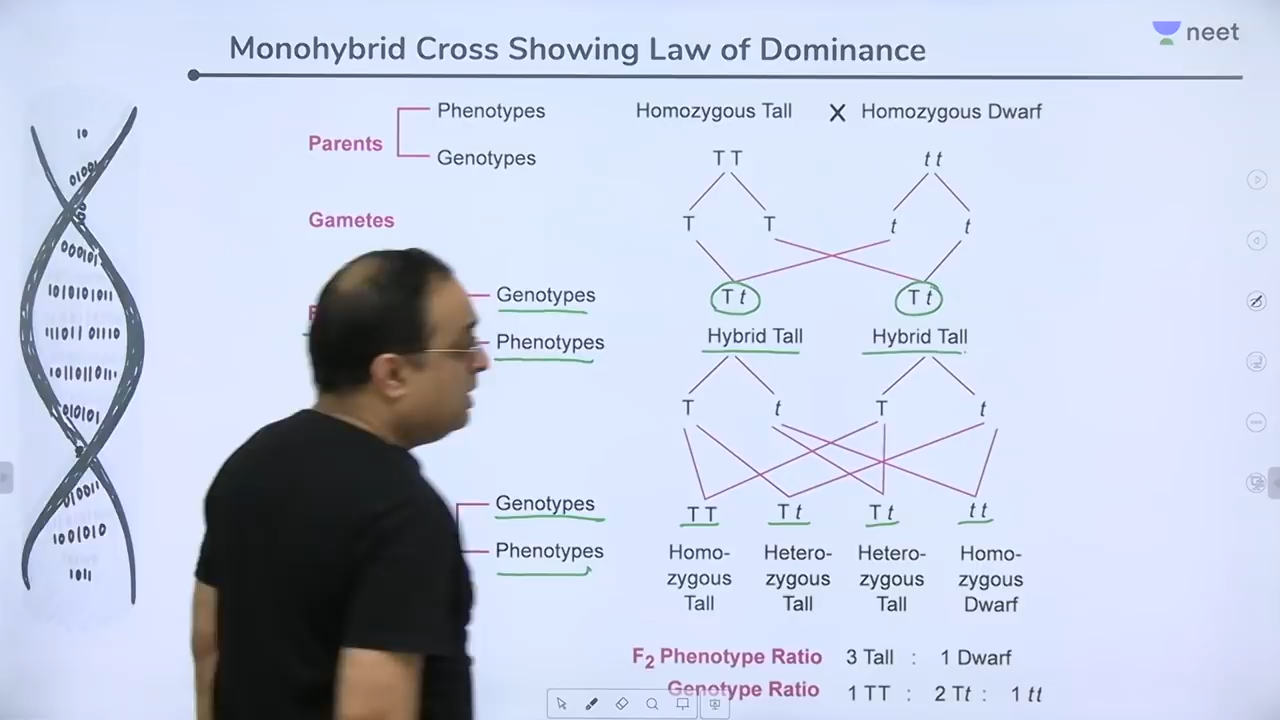 Monohybrid Cross Showing Law of Dominance
neet
Phenotypes Homozygous Tall X Homozygous Dwarf
Parents
Genotypes T T t t
Gametes T T t t
Genotypes T t T t
Phenotypes Hybrid Tall Hybrid Tall
T t T t
Genotypes T T T t T t t t
Phenotypes Homo- Hetero- Hetero- Homo-
zygous zygous zygous zygous
Tall Tall Tall Dwarf
F2 Phenotype Ratio 3 Tall : 1 Dwarf
Genotype Ratio 1 TT : 2 Tt : 1 tt